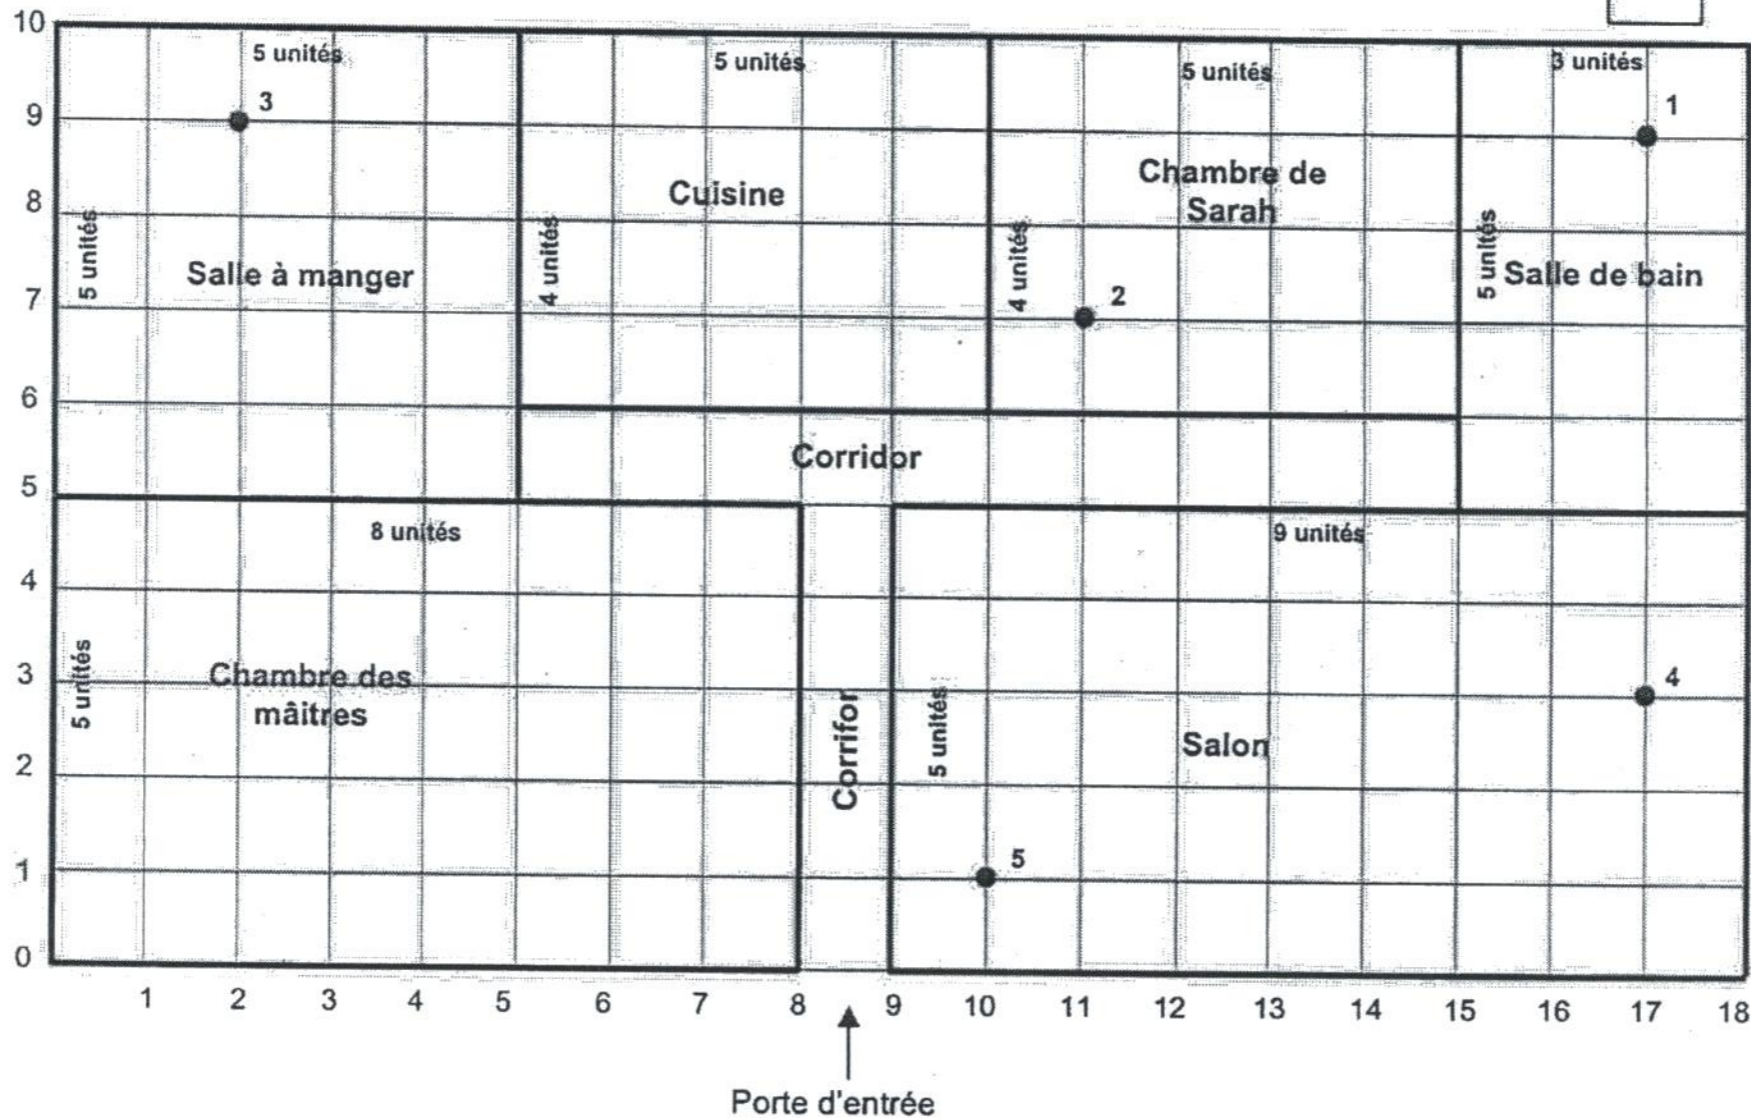 10
5 unités
5 unités
5 unités
3 unités
3
1
9
Chambre de
Sarah
Cuisine
8
5 unités
4 unités
4 unités
5 unités
Salle à manger
Salle de bain
7
2
6
Corridor
5
8 unités
9 unités
4
5 unités
Chambre des
mâitres
3
4
Corrifor
5 unités
Salon
2
5
1
0
1 2 3 4 5 6 7 8 9 10 11 12 13 14 15 16 17 18
Porte d'entrée